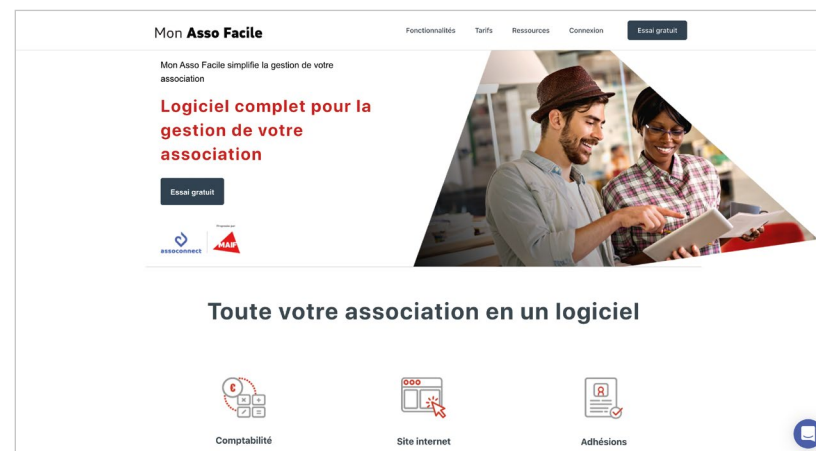 Mon Asso Facile
Fonctionnalités Tarifs Ressources Connexion Essai gratuit
Mon Asso Facile simplifie la gestion de votre
association
Logiciel complet pour la
gestion de votre
association
Essai gratuit
Proposé par
assoconnect MAIF
Toute votre association en un logiciel
Comptabilité Site internet Adhésions